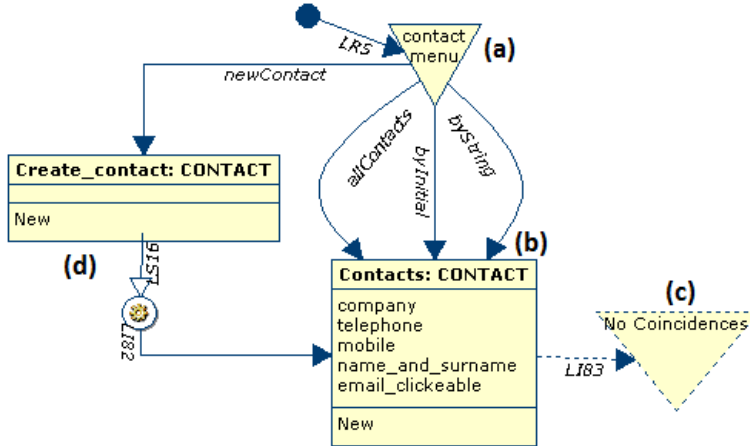 LR5
contact
menu
(a)
newContact
allContacts
byInitial
byString
Create_contact: CONTACT
New
(d)
LS16
LI82
(b)
Contacts: CONTACT
company
telephone
mobile
name_and_surname
email_clickeable
New
LI83
(c)
No Coincidences